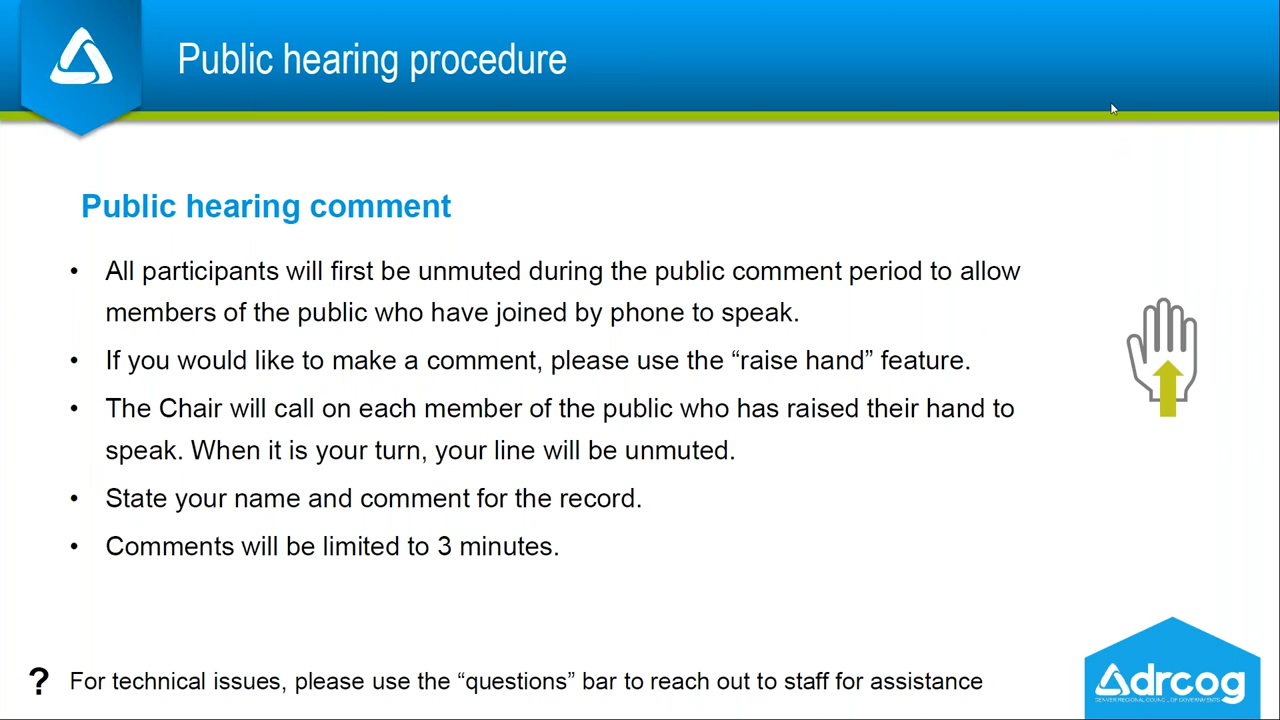 Public hearing procedure
Public hearing comment
• All participants will first be unmuted during the public comment period to allow
members of the public who have joined by phone to speak.
• If you would like to make a comment, please use the “raise hand” feature.
• The Chair will call on each member of the public who has raised their hand to
speak. When it is your turn, your line will be unmuted.
• State your name and comment for the record.
• Comments will be limited to 3 minutes.
? For technical issues, please use the “questions” bar to reach out to staff for assistance
drcog
DENVER REGIONAL COUNCIL OF GOVERNMENTS